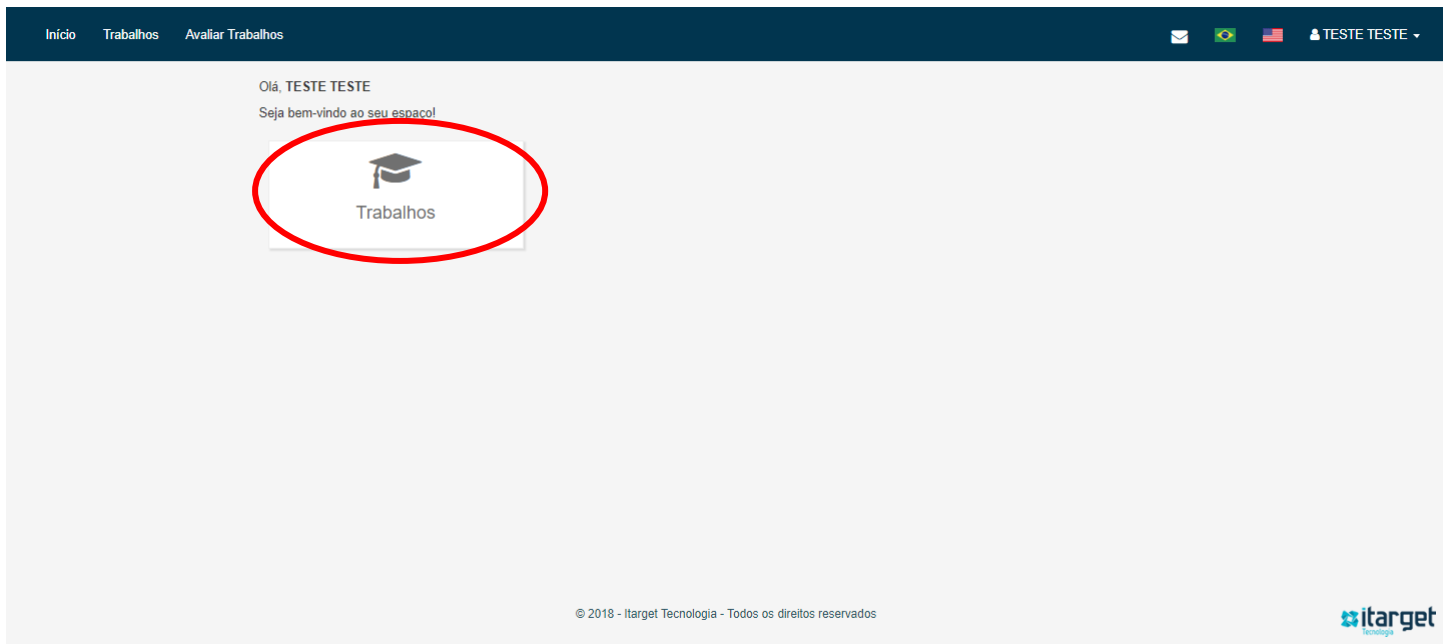 Início Trabalhos Avaliar Trabalhos TESTE TESTE
Olá, TESTE TESTE
Seja bem-vindo ao seu espaço!
Trabalhos
© 2018 - Itarget Tecnologia - Todos os direitos reservados
itarget
Tecnologia